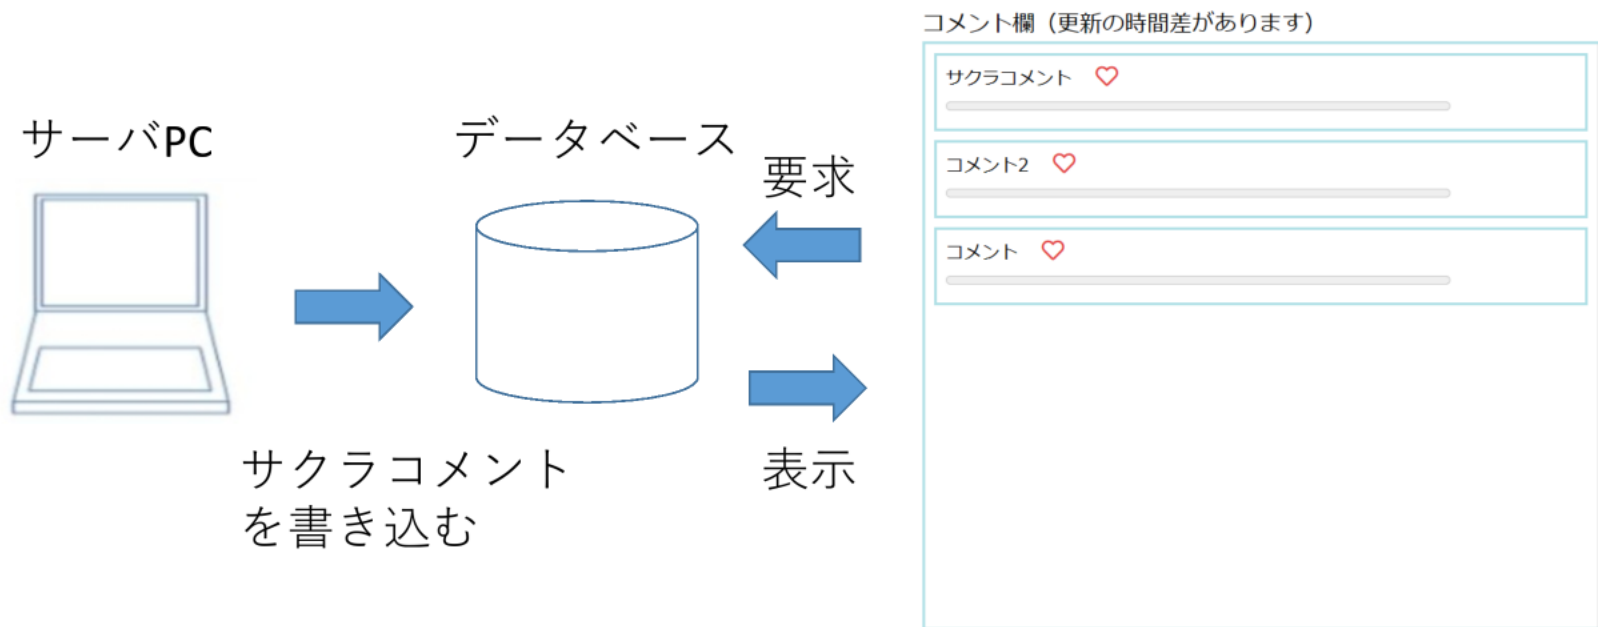 サーバPC
データベース
要求
表示
サクラコメント
を書き込む
コメント欄（更新の時間差があります）
サクラコメント
コメント2
コメント